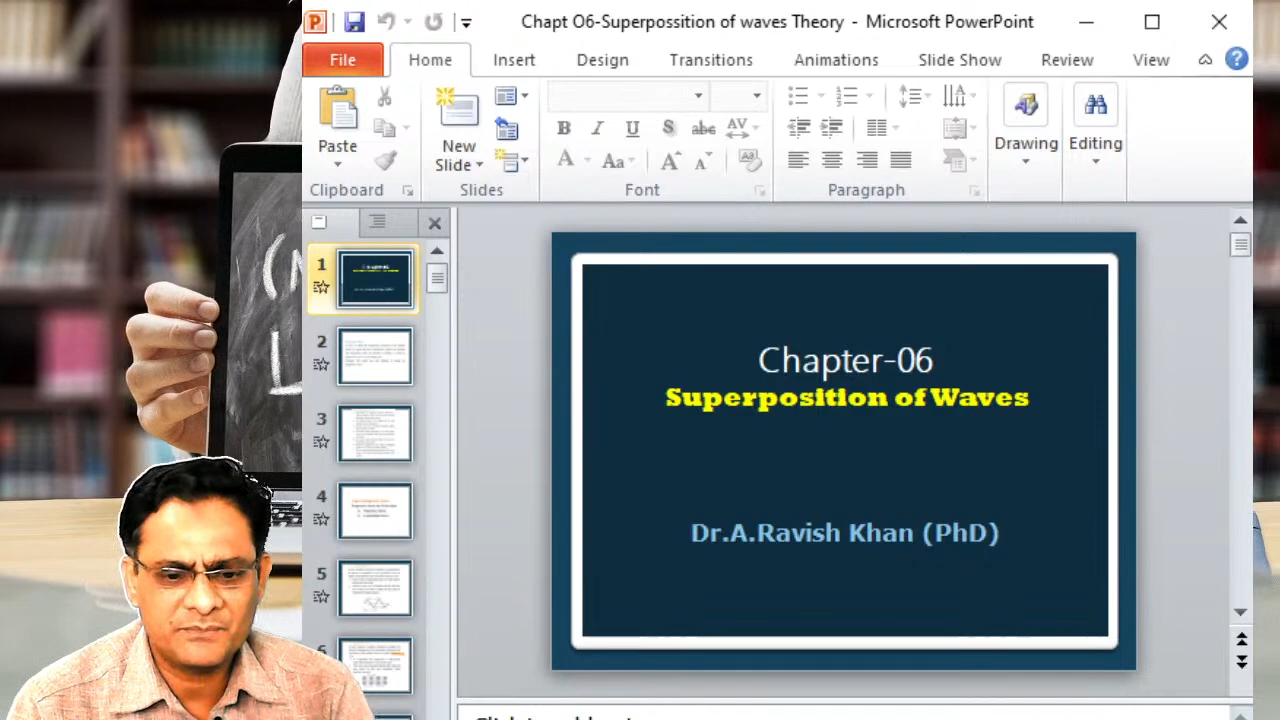 Chapt O6-Superpossition of waves Theory - Microsoft PowerPoint
File Home Insert Design Transitions Animations Slide Show Review View
Paste
New
Slide
Drawing
Editing
Clipboard
Slides
Font
Paragraph
1
2
3
4
5
Chapter-06
Superposition of Waves
Dr.A.Ravish Khan (PhD)